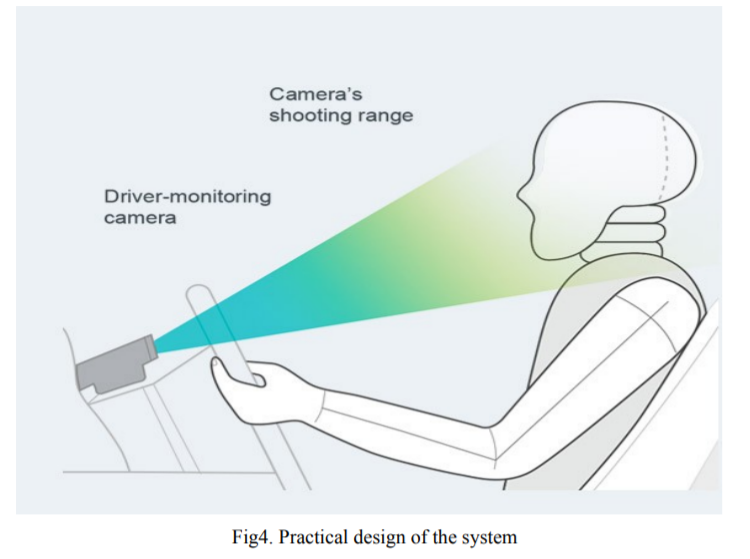 Camera's
shooting range
Driver-monitoring
camera
Fig4. Practical design of the system